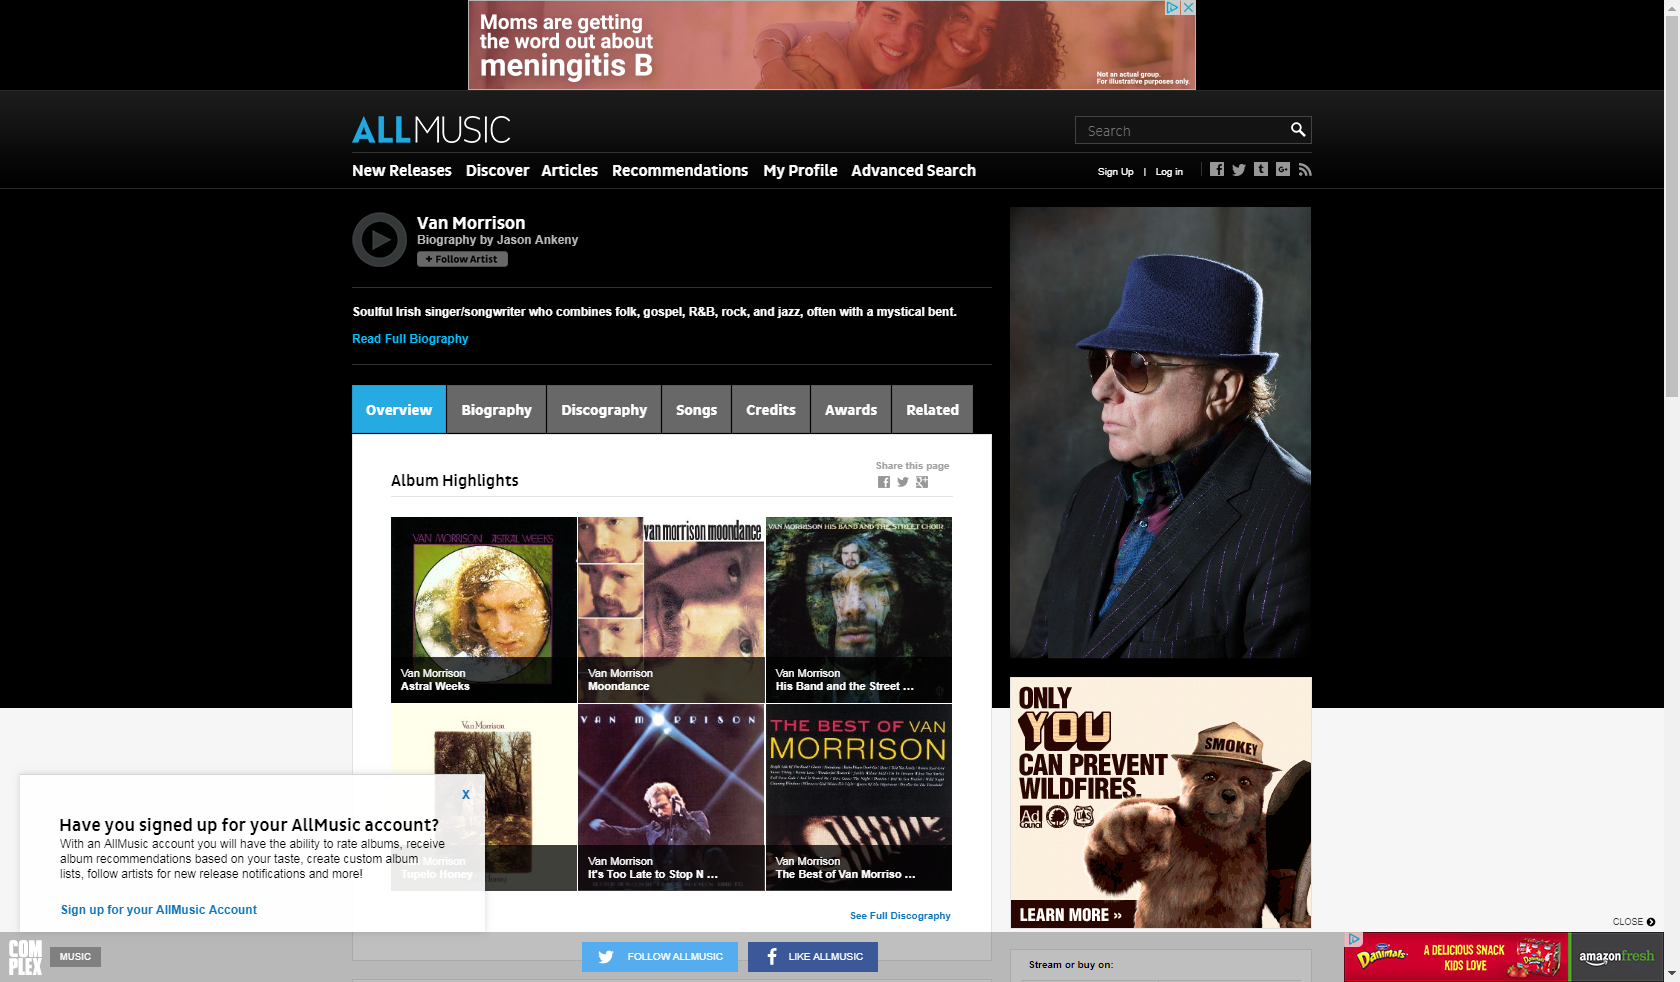 Moms are getting
the word out about
meningitis B
Not an actual group.
For illustrative purposes only.
ALLMUSIC
Search
New Releases Discover Articles Recommendations My Profile Advanced Search
Sign Up | Log in
Van Morrison
Biography by Jason Ankeny
+ Follow Artist
Soulful Irish singer/songwriter who combines folk, gospel, R&B, rock, and jazz, often with a mystical bent.
Read Full Biography
Overview Biography Discography Songs Credits Awards Related
Share this page
Album Highlights
VAN MORRISON ASTRAL WEEKS
van morrison moondance
VAN MORRISON HIS BAND AND THE STREET CHOIR
Van Morrison
Astral Weeks
Van Morrison
Moondance
Van Morrison
His Band and the Street ...
Van Morrison
VAN MORRISON
THE BEST OF VAN
MORRISON
Van Morrison
Tupelo Honey
Van Morrison
It's Too Late to Stop N ...
Van Morrison
The Best of Van Morriso ...
See Full Discography
ONLY
YOU
CAN PREVENT
WILDFIRES.
SMOKEY
Ad
Council
LEARN MORE »
X
Have you signed up for your AllMusic account?
With an AllMusic account you will have the ability to rate albums, receive
album recommendations based on your taste, create custom album
lists, follow artists for new release notifications and more!
Sign up for your AllMusic Account
CLOSE
COM
PLEX
MUSIC
FOLLOW ALLMUSIC
LIKE ALLMUSIC
Stream or buy on:
Danimals
A DELICIOUS SNACK
KIDS LOVE
amazonfresh